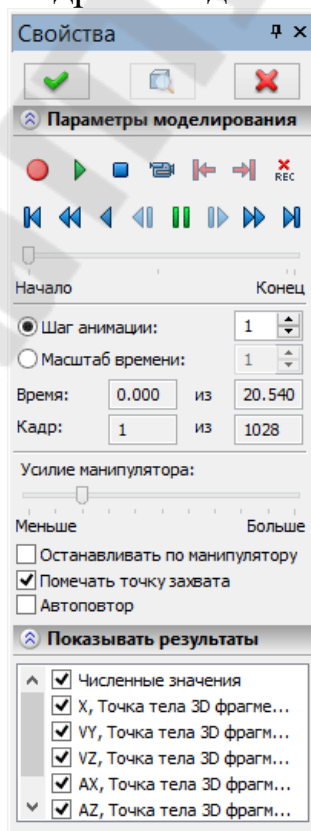 Свойства
Параметры моделирования
REC
Начало Конец
Шаг анимации: 1
Масштаб времени: 1
Время: 0.000 из 20.540
Кадр: 1 из 1028
Усилие манипулятора:
Меньше Больше
Останавливать по манипулятору
Помечать точку захвата
Автоповтор
Показывать результаты
Численные значения
X, Точка тела 3D фрагме...
VY, Точка тела 3D фрагм...
VZ, Точка тела 3D фрагм...
AX, Точка тела 3D фрагм...
AZ, Точка тела 3D фрагм...